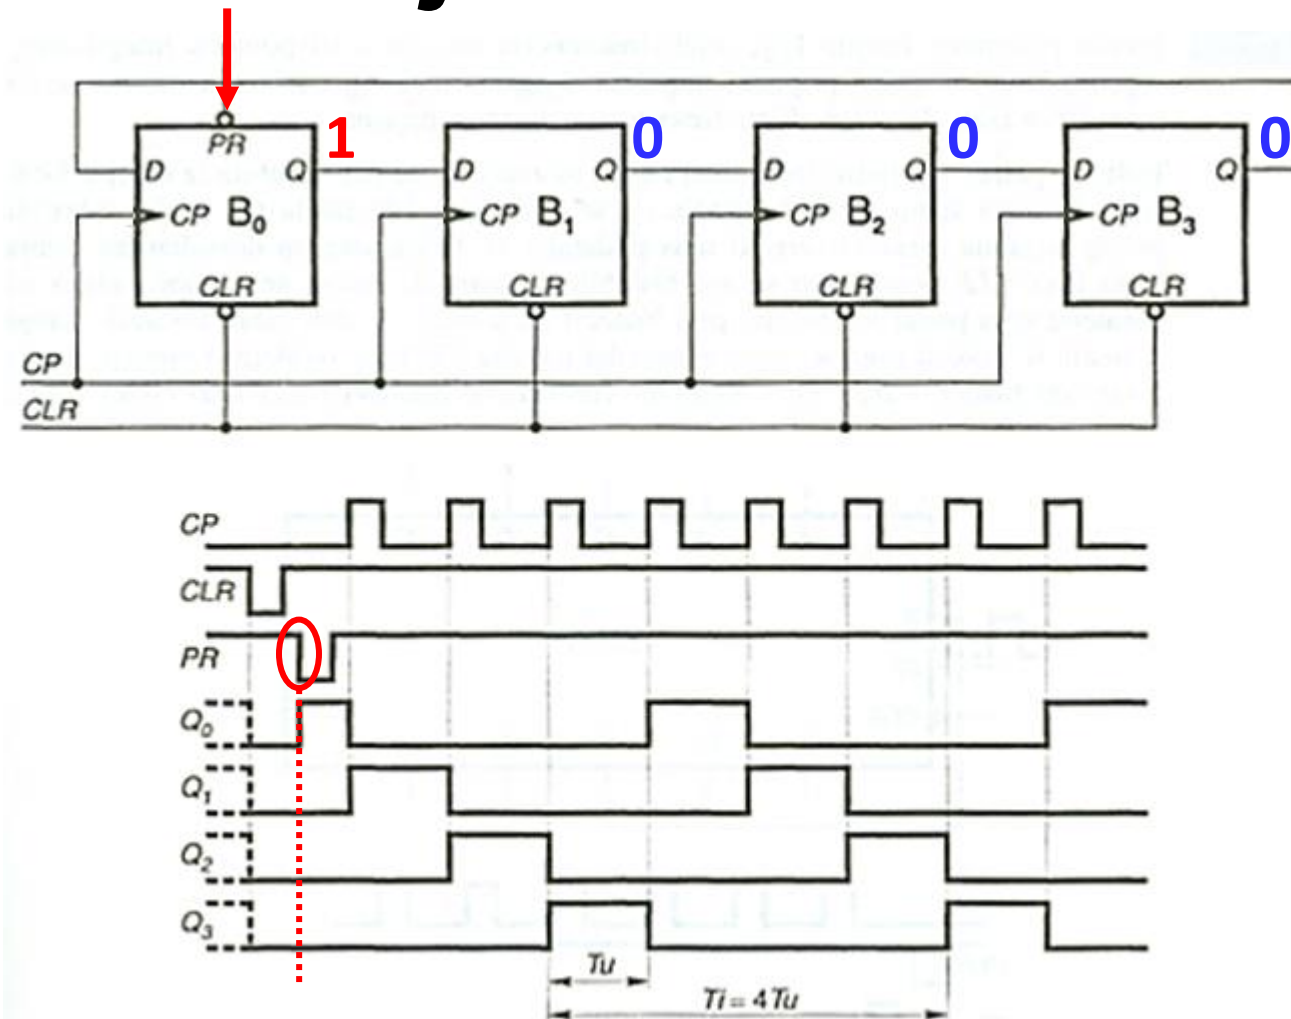 PR
1 0 0 0
D Q D Q D Q D Q
CP B₀ CP B₁ CP B₂ CP B₃
CLR CLR CLR CLR
CP
CLR
CP
CLR
PR
Q₀
Q₁
Q₂
Q₃
Tu
Ti = 4Tu